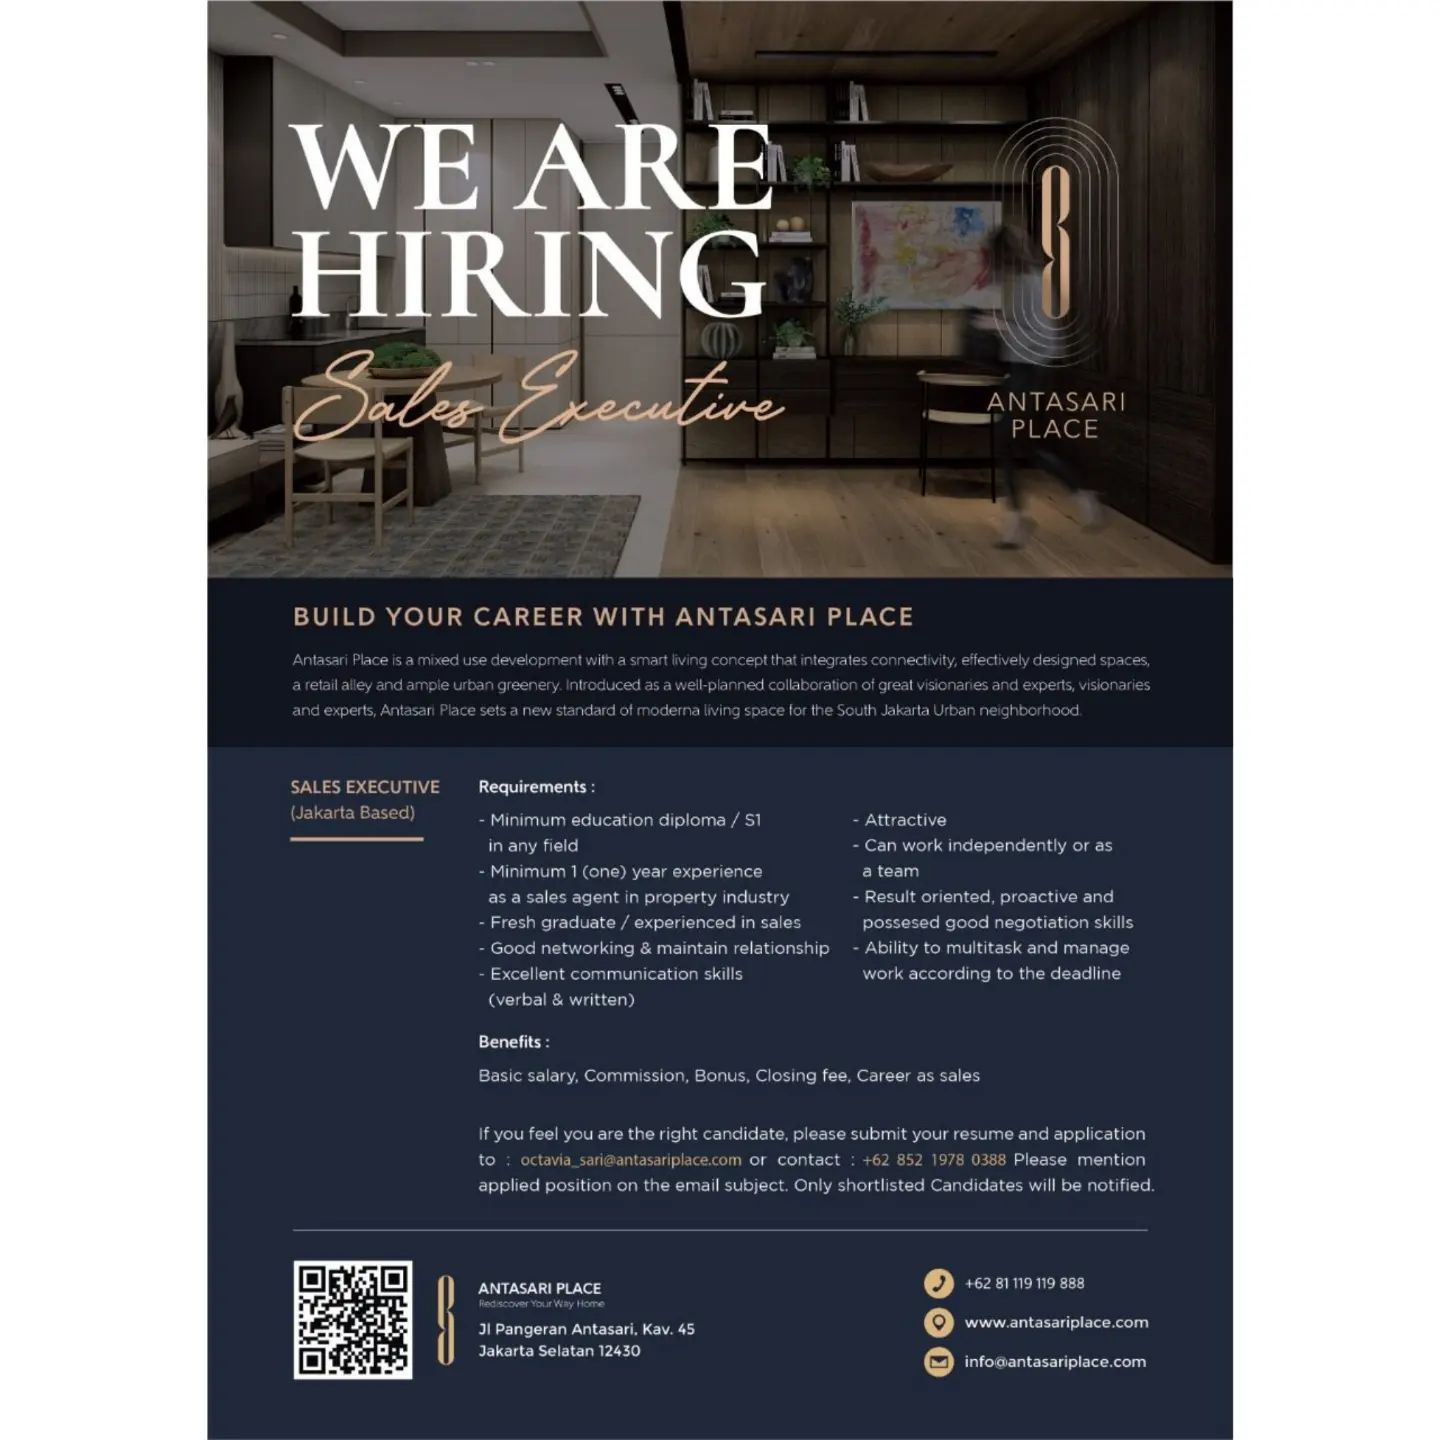 WE ARE
HIRING
Sales Executive
ANTASARI
PLACE
BUILD YOUR CAREER WITH ANTASARI PLACE
Antasari Place is a mixed use development with a smart living concept that integrates connectivity, effectively designed spaces,
a retail alley and ample urban greenery. Introduced as a well-planned collaboration of great visionaries and experts, visionaries
and experts, Antasari Place sets a new standard of moderna living space for the South Jakarta Urban neighborhood.
SALES EXECUTIVE
(Jakarta Based)
Requirements :
- Minimum education diploma / S1
in any field
- Minimum 1 (one) year experience
as a sales agent in property industry
- Fresh graduate / experienced in sales
- Good networking & maintain relationship
- Excellent communication skills
(verbal & written)
- Attractive
- Can work independently or as
a team
- Result oriented, proactive and
possesed good negotiation skills
- Ability to multitask and manage
work according to the deadline
Benefits :
Basic salary, Commission, Bonus, Closing fee, Career as sales
If you feel you are the right candidate, please submit your resume and application
to : octavia_sari@antasariplace.com or contact : +62 852 1978 0388 Please mention
applied position on the email subject. Only shortlisted Candidates will be notified.
ANTASARI PLACE
Rediscover Your Way Home
Jl Pangeran Antasari, Kav. 45
Jakarta Selatan 12430
+62 81 119 119 888
www.antasariplace.com
info@antasariplace.com